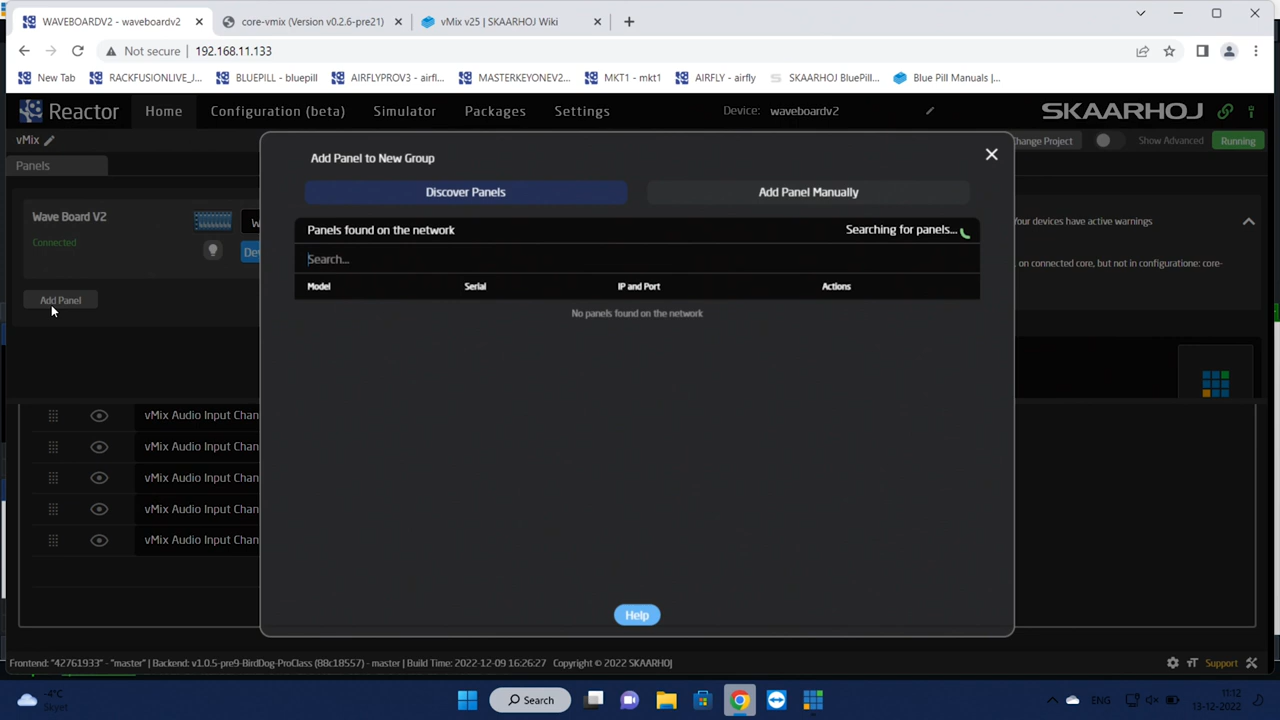 WAVEBOARDV2 - waveboardv2
core-vmix (Version v0.2.6-pre21)
vMix v25 | SKAARHOJ Wiki
Not secure
192.168.11.133
New Tab
RACKFUSIONLIVE_J...
BLUEPILL - bluepill
AIRFLYPROV3 - airfl...
MASTERKEYONEV2...
MKT1 - mkt1
AIRFLY - airfly
SKAARHOJ BluePill...
Blue Pill Manuals |...
Reactor
Home
Configuration (beta)
Simulator
Packages
Settings
Device:
waveboardv2
SKAARHOJ
vMix
Change Project
Show Advanced
Running
Panels
Add Panel to New Group
Discover Panels
Add Panel Manually
Wave Board V2
Connected
W
De
Your devices have active warnings
on connected core, but not in configuratione: core-
Panels found on the network
Searching for panels...
Search...
Add Panel
Model
Serial
IP and Port
Actions
No panels found on the network
vMix Audio Input Chan
vMix Audio Input Chan
vMix Audio Input Chan
vMix Audio Input Chan
vMix Audio Input Chan
Help
Frontend: "42761933" - "master" | Backend: v1.0.5-pre9-BirdDog-ProClass (88c18557) - master | Build Time: 2022-12-09 16:26:27 Copyright © 2022 SKAARHOJ
Support
-4°C
Skyet
Search
ENG
11:12
13-12-2022